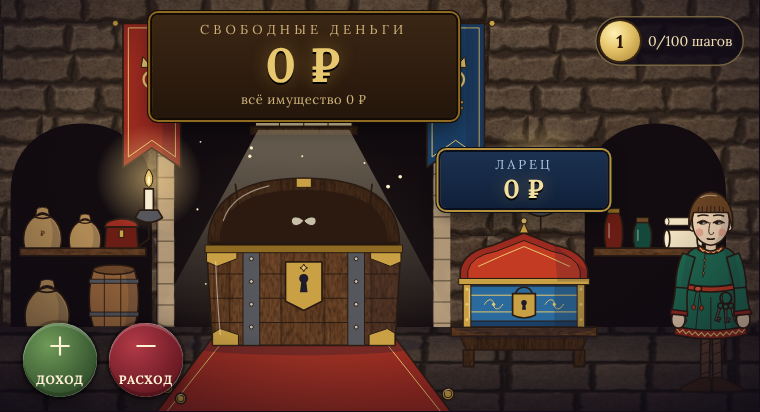 СВОБОДНЫЕ ДЕНЬГИ
0 ₽
всё имущество 0 ₽
1
0/100 шагов
ЛАРЕЦ
0 ₽
₽
+
ДОХОД
−
РАСХОД